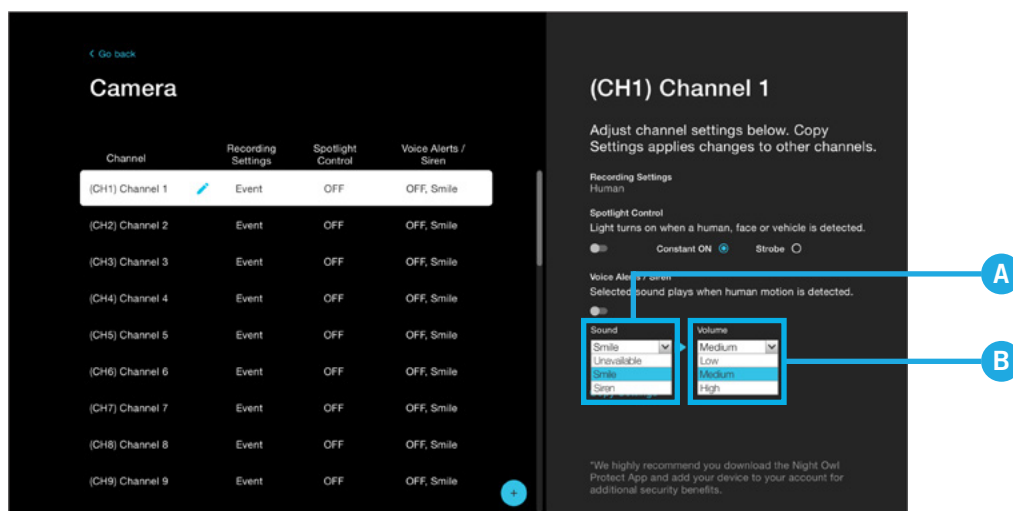 < Go back
Camera
Channel
Recording Settings
Spotlight Control
Voice Alerts / Siren
(CH1) Channel 1 Event OFF OFF, Smile
(CH2) Channel 2 Event OFF OFF, Smile
(CH3) Channel 3 Event OFF OFF, Smile
(CH4) Channel 4 Event OFF OFF, Smile
(CH5) Channel 5 Event OFF OFF, Smile
(CH6) Channel 6 Event OFF OFF, Smile
(CH7) Channel 7 Event OFF OFF, Smile
(CH8) Channel 8 Event OFF OFF, Smile
(CH9) Channel 9 Event OFF OFF, Smile
+
(CH1) Channel 1
Adjust channel settings below. Copy
Settings applies changes to other channels.
Recording Settings
Human
Spotlight Control
Light turns on when a human, face or vehicle is detected.
Constant ON Strobe
Voice Alerts / Siren
Selected sound plays when human motion is detected.
Sound
Smile
Unavailable
Smile
Siren
Volume
Medium
Low
Medium
High
*We highly recommend you download the Night Owl
Protect App and add your device to your account for
additional security benefits.
A
B